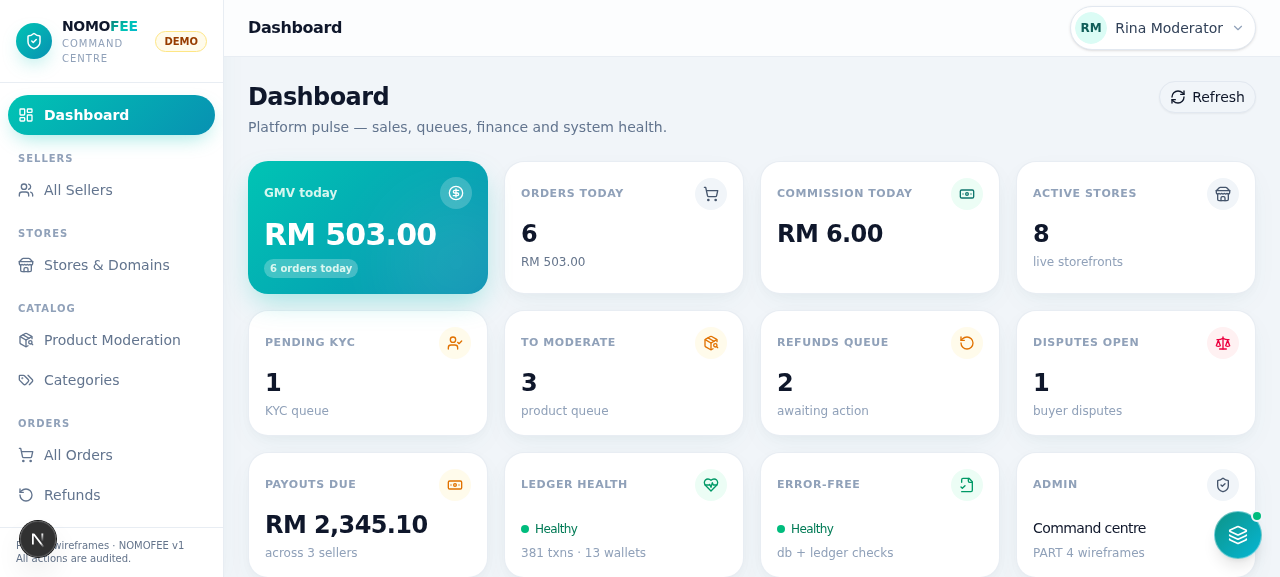 NOMOFEE
COMMAND
CENTRE
DEMO
Dashboard
SELLERS
All Sellers
STORES
Stores & Domains
CATALOG
Product Moderation
Categories
ORDERS
All Orders
Refunds
wireframes · NOMOFEE v1
All actions are audited.
N
Dashboard
RM
Rina Moderator
Dashboard
Refresh
Platform pulse — sales, queues, finance and system health.
GMV today
RM 503.00
6 orders today
ORDERS TODAY
6
RM 503.00
COMMISSION TODAY
RM 6.00
ACTIVE STORES
8
live storefronts
PENDING KYC
1
KYC queue
TO MODERATE
3
product queue
REFUNDS QUEUE
2
awaiting action
DISPUTES OPEN
1
buyer disputes
PAYOUTS DUE
RM 2,345.10
across 3 sellers
LEDGER HEALTH
Healthy
381 txns · 13 wallets
ERROR-FREE
Healthy
db + ledger checks
ADMIN
Command centre
PART 4 wireframes